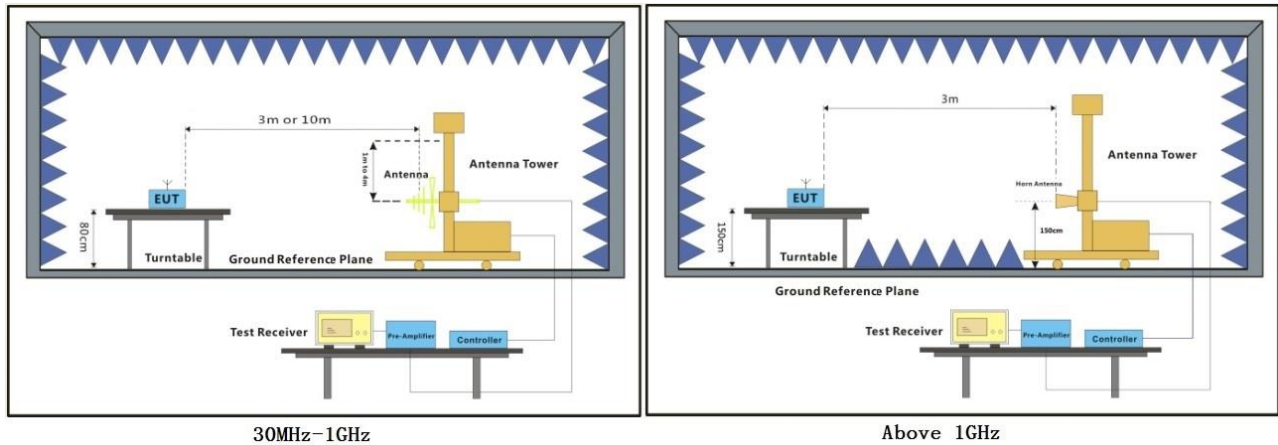 3m or 10m
1m to 4m
Antenna
Antenna Tower
EUT
80cm
Turntable
Ground Reference Plane
Test Receiver
Pre-Amplifier
Controller
30MHz-1GHz
3m
Antenna Tower
Horn Antenna
EUT
150cm
150cm
Turntable
Ground Reference Plane
Test Receiver
Pre-Amplifier
Controller
Above 1GHz